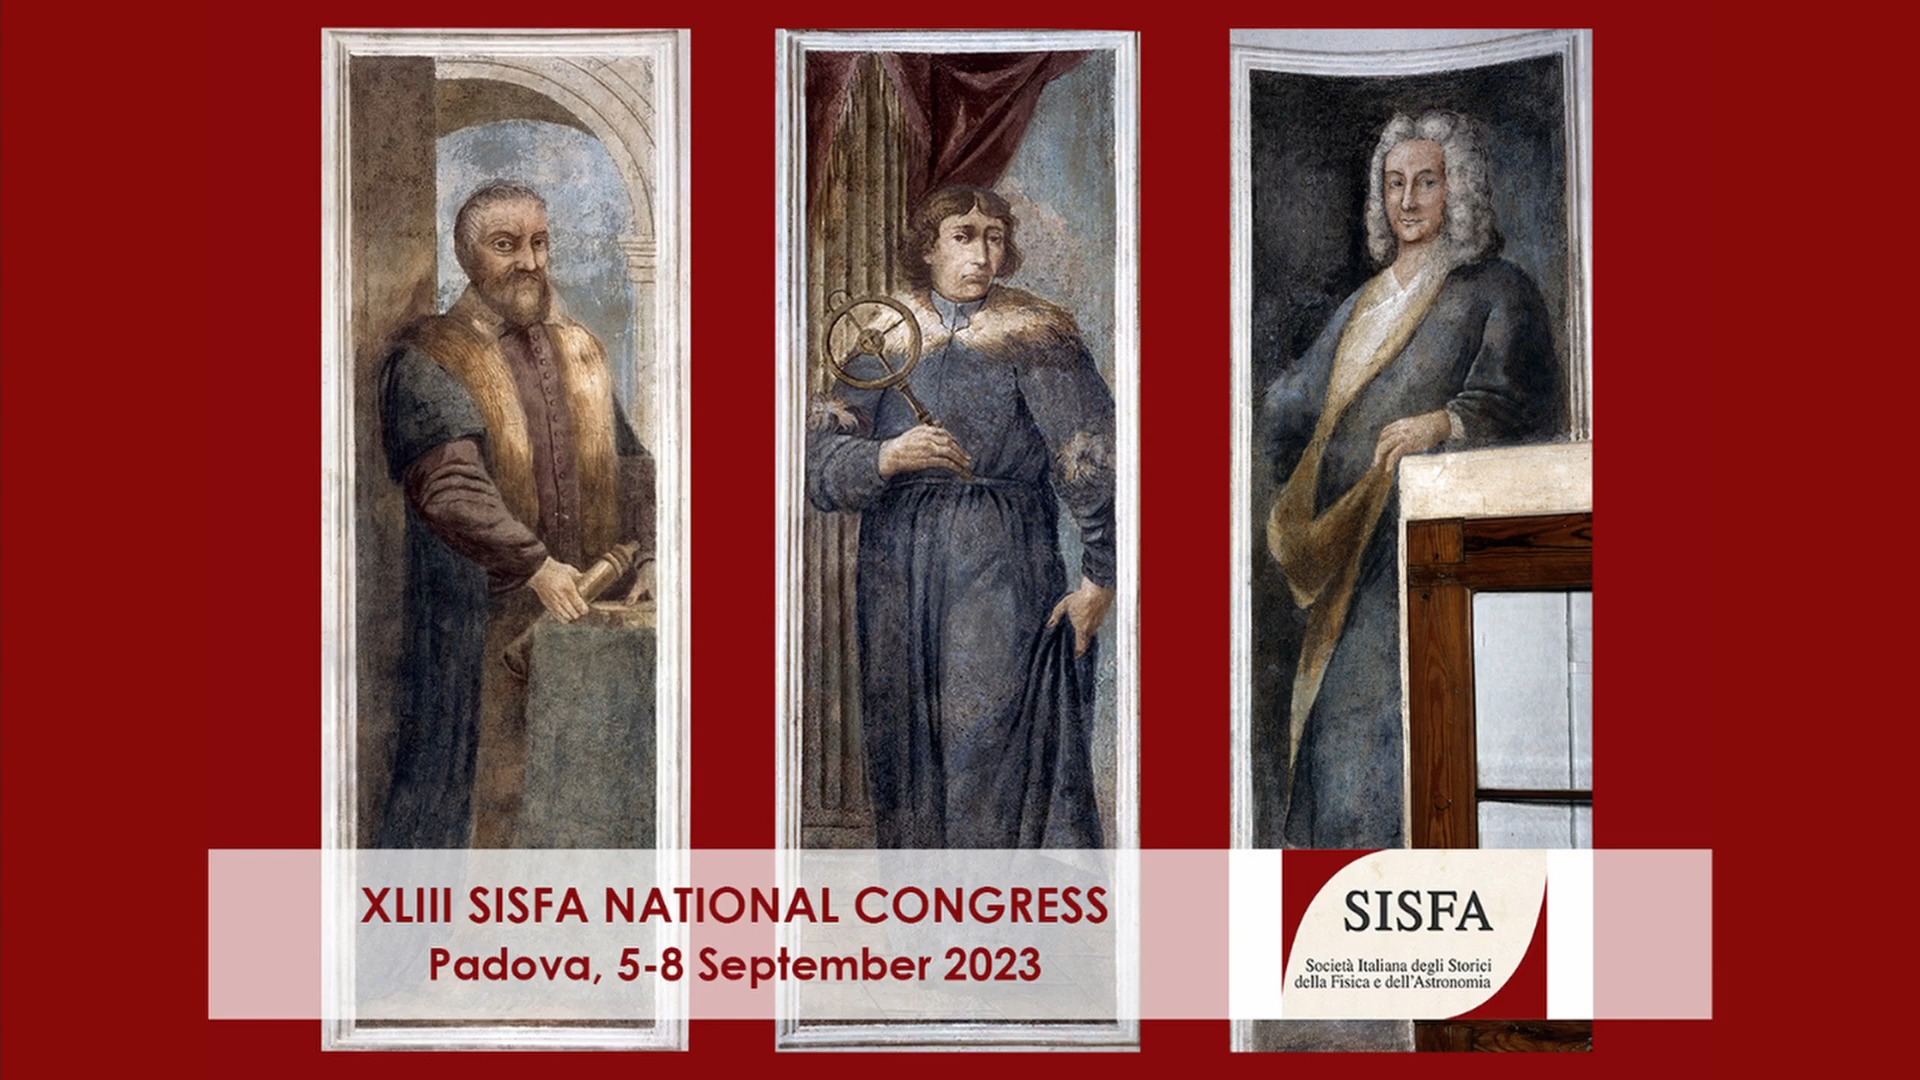 XLIII SISFA NATIONAL CONGRESS
Padova, 5-8 September 2023
SISFA
Società Italiana degli Storici
della Fisica e dell'Astronomia